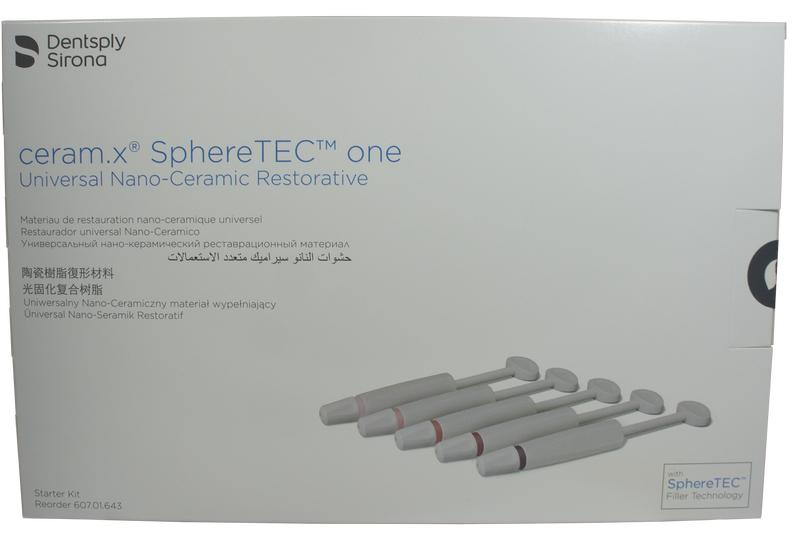 Dentsply
Sirona
ceram.x® SphereTEC™ one
Universal Nano-Ceramic Restorative
Materiau de restauration nano-ceramique universel
Restaurador universal Nano-Ceramico
Универсальный нано-керамический реставрационный материал
حشوات النانو سيراميك متعدد الاستعمالات
陶瓷樹脂復形材料
光固化复合树脂
Uniwersalny Nano-Ceramiczny materiał wypełniający
Üniversal Nano-Seramik Restoratif
Starter Kit
Reorder 607.01.643
with
SphereTEC™
Filler Technology